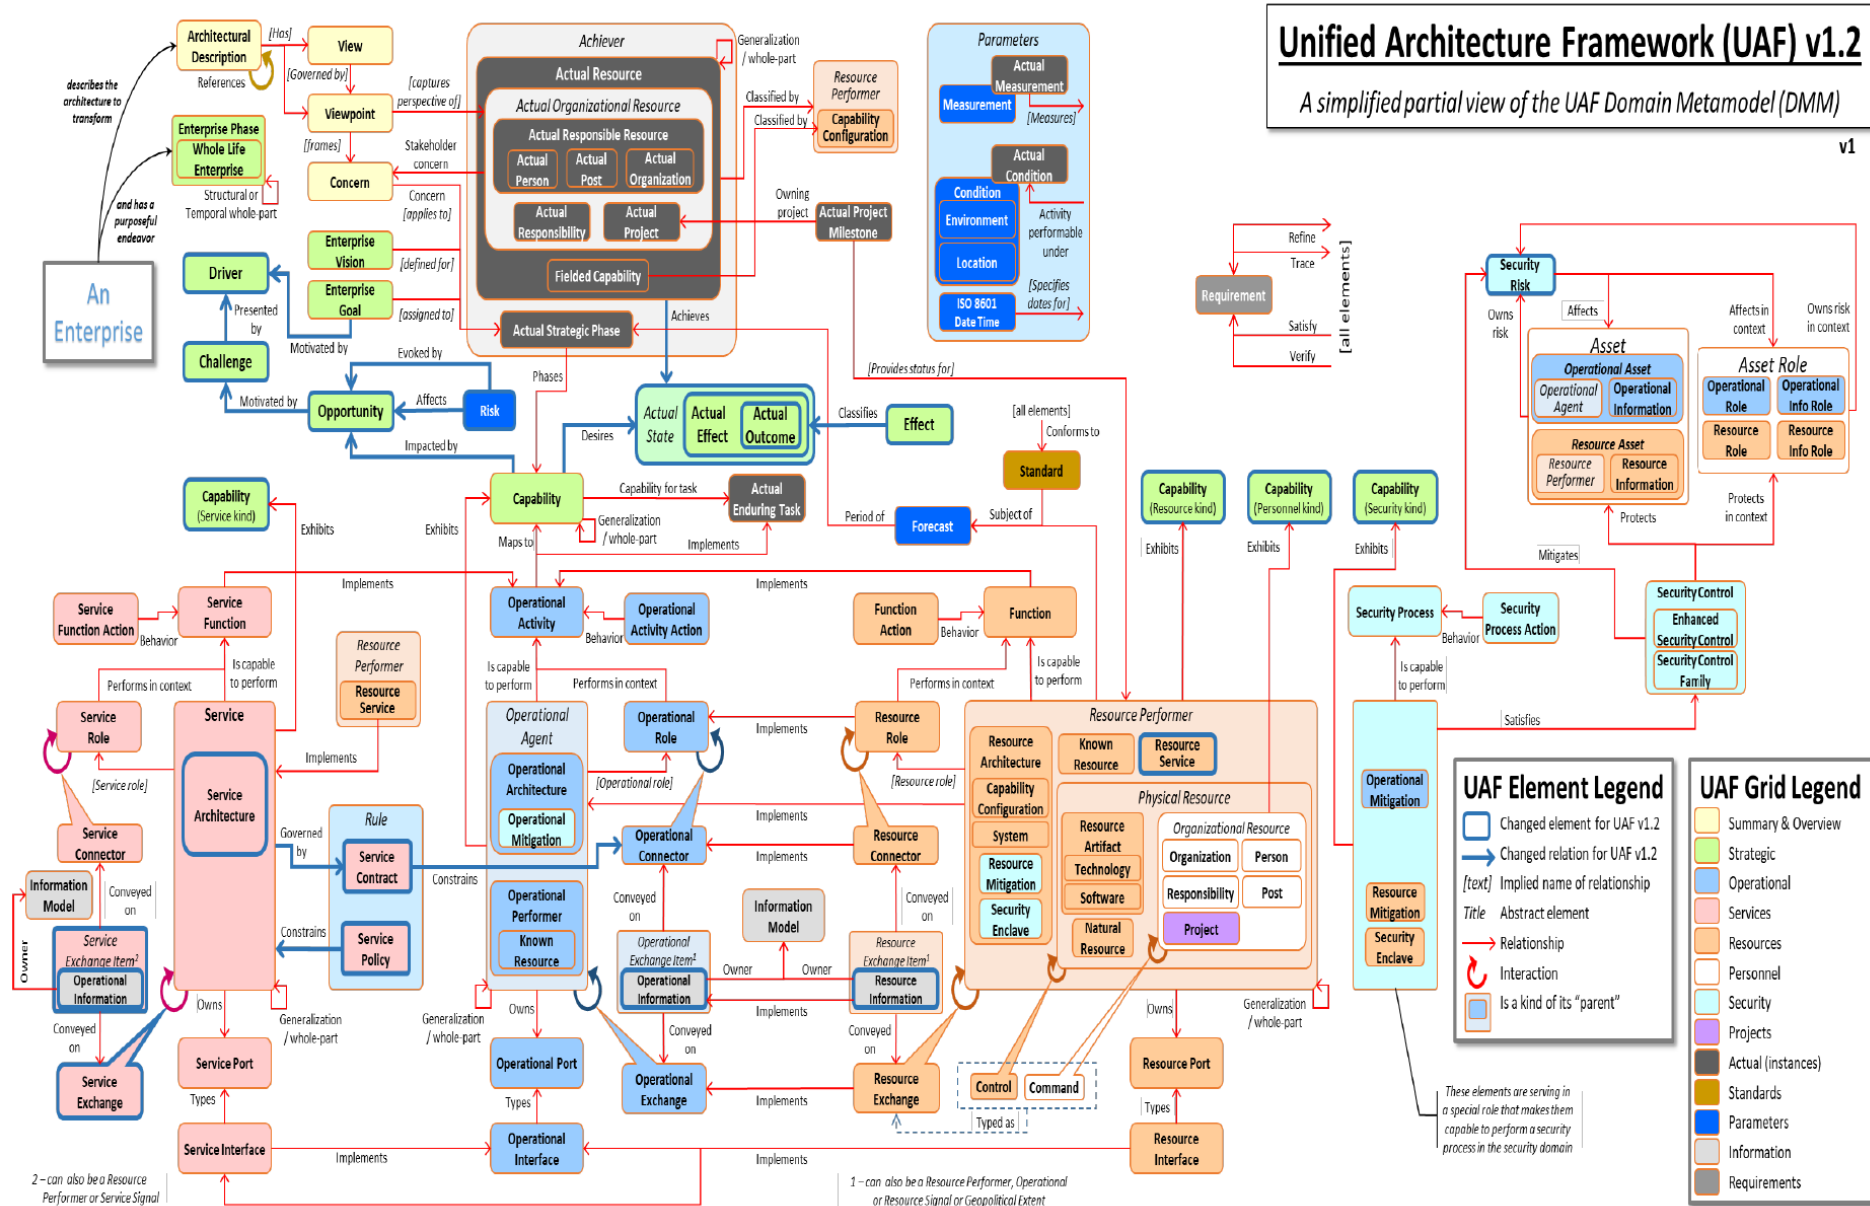 Unified Architecture Framework (UAF) v1.2
A simplified partial view of the UAF Domain Metamodel (DMM)
v1
Architectural
Description
[Has]
View
References
[Governed by]
Viewpoint
[captures
perspective of]
describes the
architecture to
transform
Enterprise Phase
Whole Life
Enterprise
Structural or
Temporal whole-part
and has a
purposeful
endeavor
An
Enterprise
[frames]
Concern
Stakeholder
concern
Concern
[applies to]
Enterprise
Vision
[defined for]
Enterprise
Goal
[assigned to]
Driver
Presented
by
Motivated by
Challenge
Motivated by
Opportunity
Evoked by
Affects
Risk
Impacted by
Achiever
Actual Resource
Actual Organizational Resource
Actual Responsible Resource
Actual
Person
Actual
Post
Actual
Organization
Actual
Responsibility
Actual
Project
Fielded Capability
Actual Strategic Phase
Generalization
/ whole-part
Classified by
Classified by
Resource
Performer
Capability
Configuration
Owning
project
Actual Project
Milestone
Achieves
Phases
[Provides status for]
Parameters
Actual
Measurement
Measurement
[Measures]
Actual
Condition
Condition
Environment
Location
Activity
performable
under
ISO 8601
Date Time
[Specifies
dates for]
Requirement
Refine
Trace
Satisfy
Verify
[all elements]
Desires
Actual
State
Actual
Effect
Actual
Outcome
Classifies
Effect
[all elements]
Conforms to
Standard
Subject of
Forecast
Period of
Capability
Capability for task
Actual
Enduring Task
Generalization
/ whole-part
Maps to
Implements
Exhibits
Capability
(Service kind)
Exhibits
Capability
(Resource kind)
Exhibits
Capability
(Personnel kind)
Exhibits
Capability
(Security kind)
Exhibits
Security
Risk
Owns
risk
Affects
Affects in
context
Owns risk
in context
Asset
Operational Asset
Operational
Agent
Operational
Information
Resource Asset
Resource
Performer
Resource
Information
Asset Role
Operational
Role
Operational
Info Role
Resource
Role
Resource
Info Role
Protects
Protects
in context
Mitigates
Security Control
Enhanced
Security Control
Security Control
Family
Satisfies
Security Process
Behavior
Security
Process Action
Is capable
to perform
Operational
Mitigation
Resource
Mitigation
Security
Enclave
Service
Function Action
Behavior
Service
Function
Implements
Operational
Activity
Behavior
Operational
Activity Action
Implements
Function
Action
Behavior
Function
Performs in context
Is capable
to perform
Service
Role
[Service role]
Service
Service
Architecture
Resource
Performer
Resource
Service
Implements
Service
Connector
Conveyed
on
Information
Model
Owner
Service
Exchange Item2
Operational
Information
Conveyed
on
Service
Exchange
Governed
by
Rule
Service
Contract
Constrains
Service
Policy
Constrains
Owns
Generalization
/ whole-part
Service Port
Types
Service Interface
Implements
Is capable
to perform
Performs in context
Operational
Agent
Operational
Architecture
Operational
Mitigation
Operational
Performer
Known
Resource
Operational
Role
[Operational role]
Operational
Connector
Conveyed
on
Operational
Exchange Item1
Operational
Information
Conveyed
on
Operational
Exchange
Generalization
/ whole-part
Owns
Operational Port
Types
Operational
Interface
Information
Model
Owner
Owner
Implements
Implements
Implements
Implements
Implements
Implements
Performs in context
Is capable
to perform
Resource
Role
[Resource role]
Resource
Connector
Conveyed
on
Resource
Exchange Item1
Resource
Information
Conveyed
on
Resource
Exchange
Resource Performer
Resource
Architecture
Capability
Configuration
System
Resource
Mitigation
Security
Enclave
Known
Resource
Resource
Service
Physical Resource
Resource
Artifact
Technology
Software
Natural
Resource
Organizational Resource
Organization
Person
Responsibility
Post
Project
Owns
Generalization
/ whole-part
Control
Command
Typed as
Resource Port
Types
Resource
Interface
2 – can also be a Resource
Performer or Service Signal
1 – can also be a Resource Performer, Operational
or Resource Signal or Geopolitical Extent
These elements are serving in
a special role that makes them
capable to perform a security
process in the security domain
UAF Element Legend
Changed element for UAF v1.2
Changed relation for UAF v1.2
[text] Implied name of relationship
Title Abstract element
Relationship
Interaction
Is a kind of its “parent”
UAF Grid Legend
Summary & Overview
Strategic
Operational
Services
Resources
Personnel
Security
Projects
Actual (instances)
Standards
Parameters
Information
Requirements